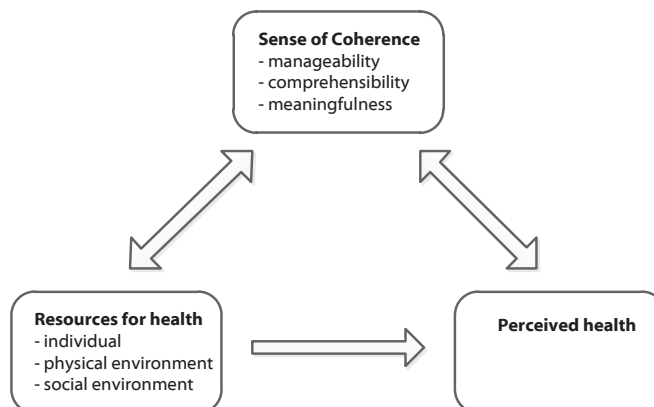 Sense of Coherence
- manageability
- comprehensibility
- meaningfulness
Resources for health
- individual
- physical environment
- social environment
Perceived health